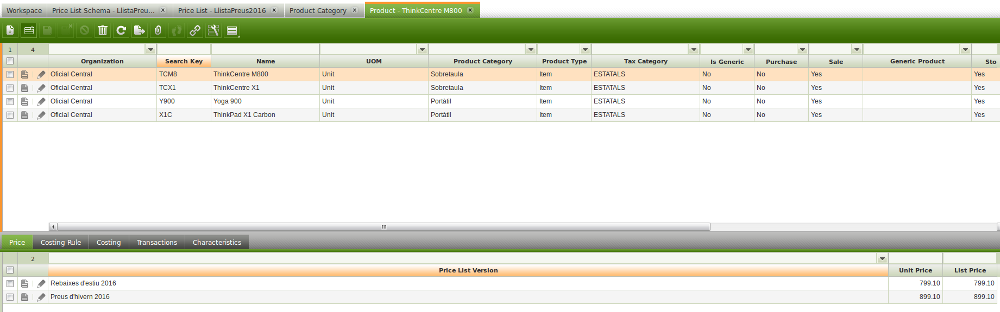 Workspace Price List Schema - LlistaPreu... Price List - LlistaPreus2016 Product Category Product - ThinkCentre M800
1 4
Organization Search Key Name UOM Product Category Product Type Tax Category Is Generic Purchase Sale Generic Product Sto
Oficial Central TCM8 ThinkCentre M800 Unit Sobretaula Item ESTATALS No No Yes Yes
Oficial Central TCX1 ThinkCentre X1 Unit Sobretaula Item ESTATALS No No Yes Yes
Oficial Central Y900 Yoga 900 Unit Portàtil Item ESTATALS No No Yes Yes
Oficial Central X1C ThinkPad X1 Carbon Unit Portàtil Item ESTATALS No No Yes Yes
Price Costing Rule Costing Transactions Characteristics
2
Price List Version Unit Price List Price
Rebaixes d'estiu 2016 799.10 799.10
Preus d'hivern 2016 899.10 899.10